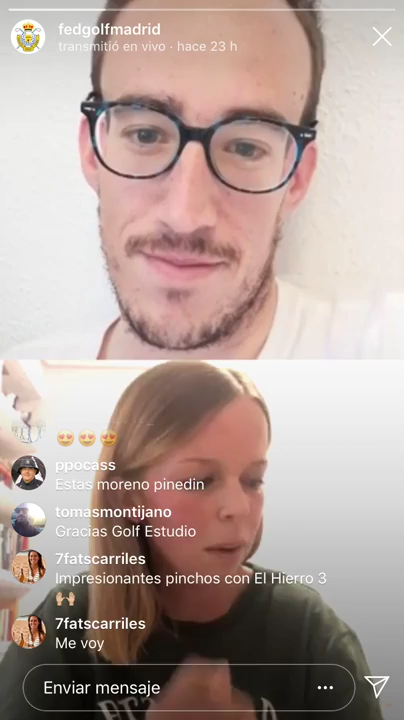 fedgolfmadrid
transmitió en vivo · hace 23 h
😍 😍 😍
ppocass
Estas moreno pinedin
tomasmontijano
Gracias Golf Estudio
7fatscarriles
Impresionantes pinchos con El Hierro 3
🙌🏼
7fatscarriles
Me voy
Enviar mensaje